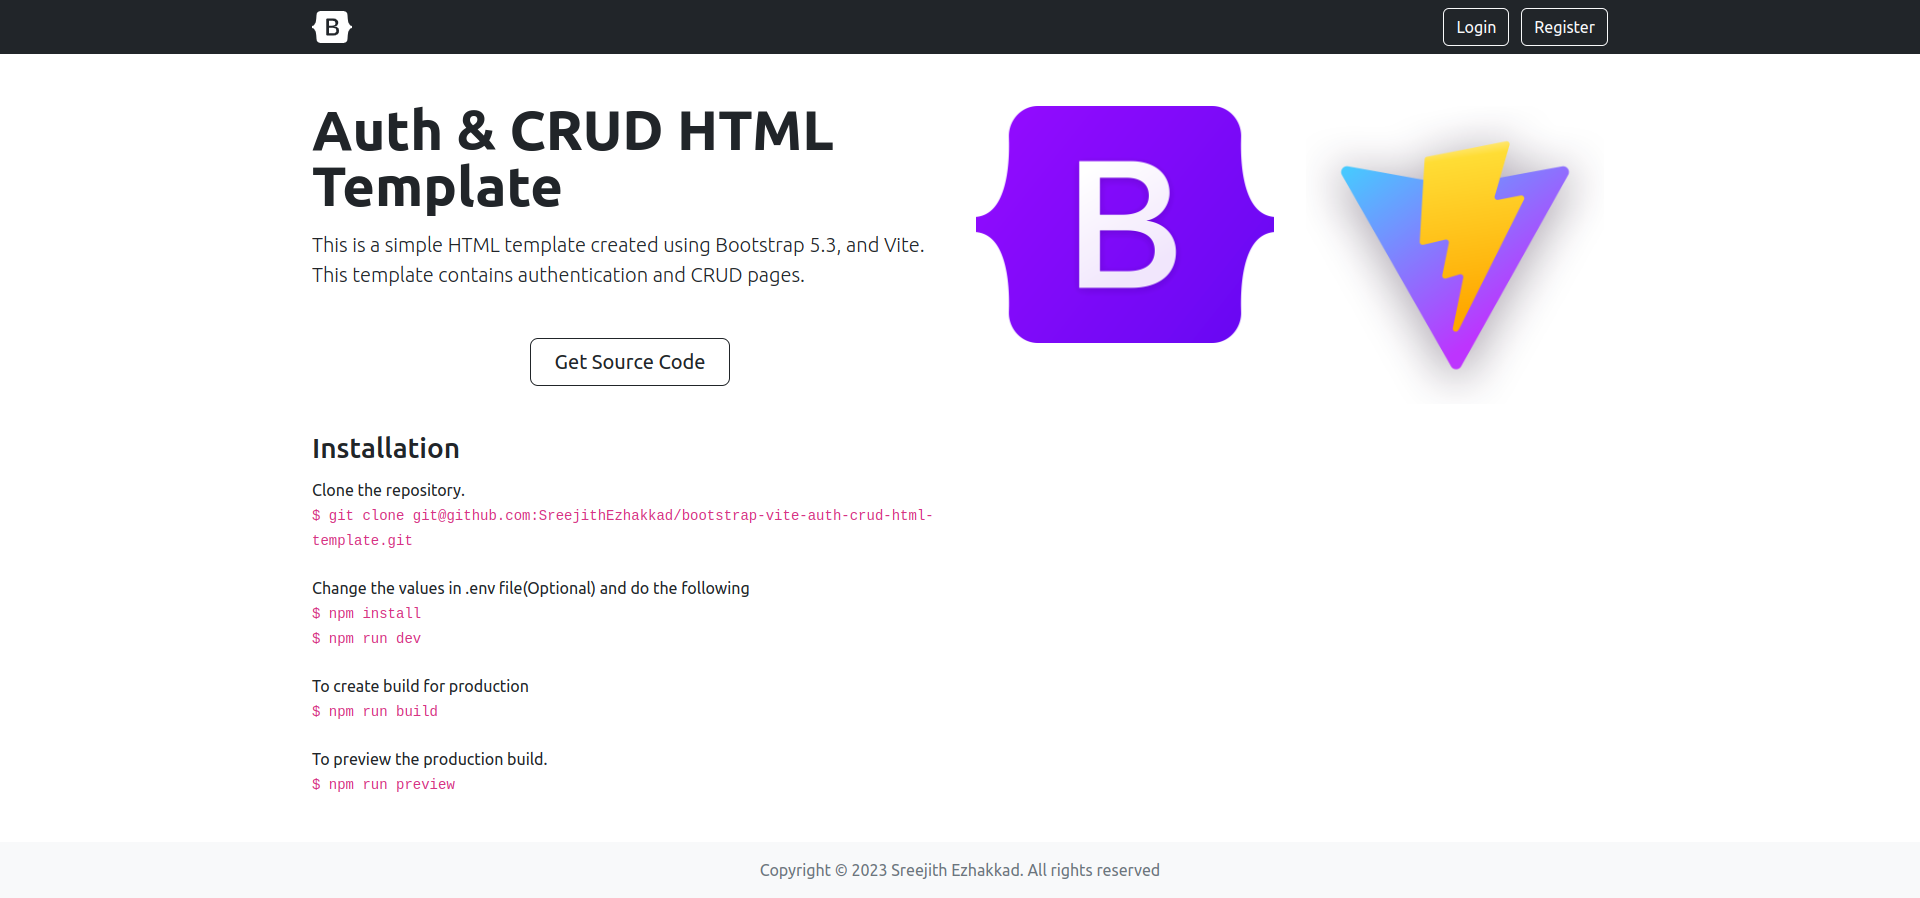 B
Login
Register
Auth & CRUD HTML
Template
This is a simple HTML template created using Bootstrap 5.3, and Vite.
This template contains authentication and CRUD pages.
Get Source Code
B
Installation
Clone the repository.
$ git clone git@github.com:SreejithEzhakkad/bootstrap-vite-auth-crud-html-
template.git
Change the values in .env file(Optional) and do the following
$ npm install
$ npm run dev
To create build for production
$ npm run build
To preview the production build.
$ npm run preview
Copyright © 2023 Sreejith Ezhakkad. All rights reserved